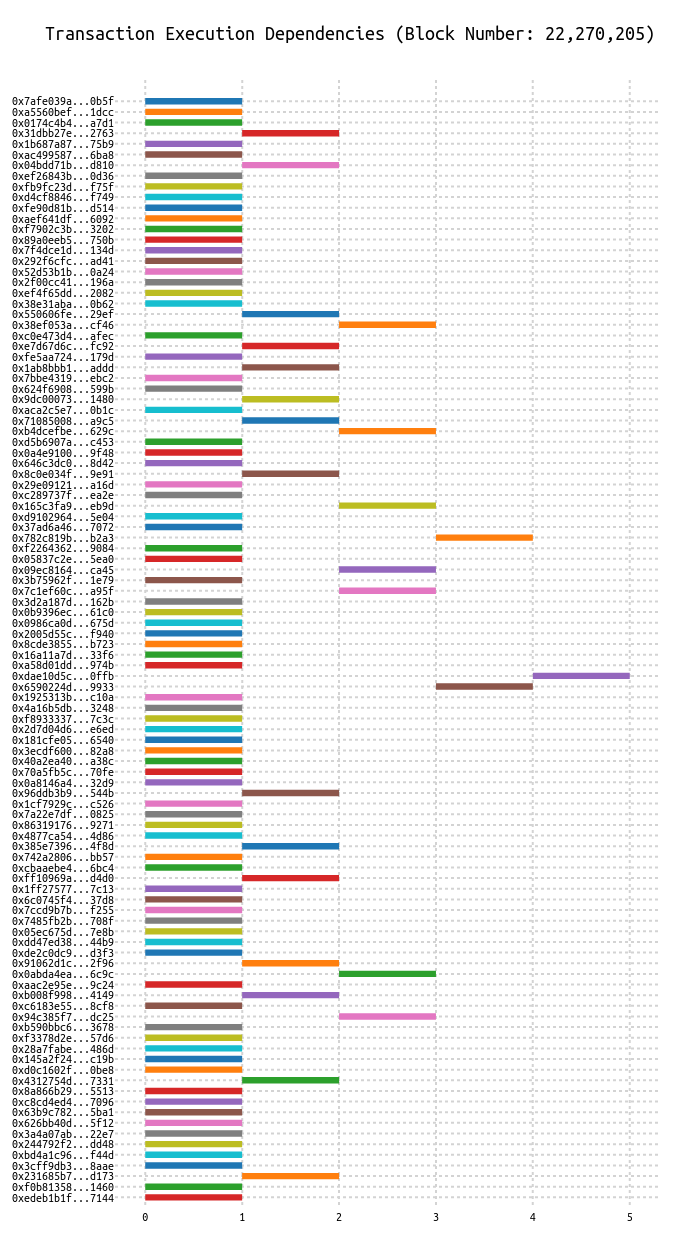 Transaction Execution Dependencies (Block Number: 22,270,205)
0x7afe039a...0b5f
0xa5560bef...1dcc
0x0174c4b4...a7d1
0x31dbb27e...2763
0x1b687a87...75b9
0xac499587...6ba8
0x04bdd71b...d810
0xef26843b...0d36
0xfb9fc23d...f75f
0xd4cf8846...f749
0xfe90d81b...d514
0xaef641df...6092
0xf7902c3b...3202
0x89a0eeb5...750b
0x7f4dce1d...134d
0x292f6cfc...ad41
0x52d53b1b...0a24
0x2f00cc41...196a
0xef4f65dd...2082
0x38e31aba...0b62
0x550606fe...29ef
0x38ef053a...cf46
0xc0e473d4...afec
0xe7d67d6c...fc92
0xfe5aa724...179d
0x1ab8bbb1...addd
0x7bbe4319...ebc2
0x624f6908...599b
0x9dc00073...1480
0xaca2c5e7...0b1c
0x71085008...a9c5
0xb4dcefbe...629c
0xd5b6907a...c453
0x0a4e9100...9f48
0x646c3dc0...8d42
0x8c0e034f...9e91
0x29e09121...a16d
0xc289737f...ea2e
0x165c3fa9...eb9d
0xd9102964...5e04
0x37ad6a46...7072
0x782c819b...b2a3
0xf2264362...9084
0x05837c2e...5ea0
0x09ec8164...ca45
0x3b75962f...1e79
0x7c1ef60c...a95f
0x3d2a187d...162b
0x0b9396ec...61c0
0x0986ca0d...675d
0x2005d55c...f940
0x8cde3855...b723
0x16a11a7d...33f6
0xa58d01dd...974b
0xdae10d5c...0ffb
0x6590224d...9933
0x1925313b...c10a
0x4a16b5db...3248
0xf8933337...7c3c
0x2d7d04d6...e6ed
0x181cfe05...6540
0x3ecdf600...82a8
0x40a2ea40...a38c
0x70a5fb5c...70fe
0x0a8146a4...32d9
0x96ddb3b9...544b
0x1cf7929c...c526
0x7a22e7df...0825
0x86319176...9271
0x4877ca54...4d86
0x385e7396...4f8d
0x742a2806...bb57
0xcbaaebe4...6bc4
0xff10969a...d4d0
0x1ff27577...7c13
0x6c0745f4...37d8
0x7ccd9b7b...f255
0x7485fb2b...708f
0x05ec675d...7e8b
0xdd47ed38...44b9
0xde2c0dc9...d3f3
0x91062d1c...2f96
0x0abda4ea...6c9c
0xaac2e95e...9c24
0xb008f998...4149
0xc6183e55...8cf8
0x94c385f7...dc25
0xb590bbc6...3678
0xf3378d2e...57d6
0x28a7fabe...486d
0x145a2f24...c19b
0xd0c1602f...0be8
0x4312754d...7331
0x8a866b29...5513
0xc8cd4ed4...7096
0x63b9c782...5ba1
0x626bb40d...5f12
0x3a4a07ab...22e7
0x244792f2...dd48
0xbd4a1c96...f44d
0x3cff9db3...8aae
0x231685b7...d173
0xf0b81358...1460
0xedeb1b1f...7144
0 1 2 3 4 5